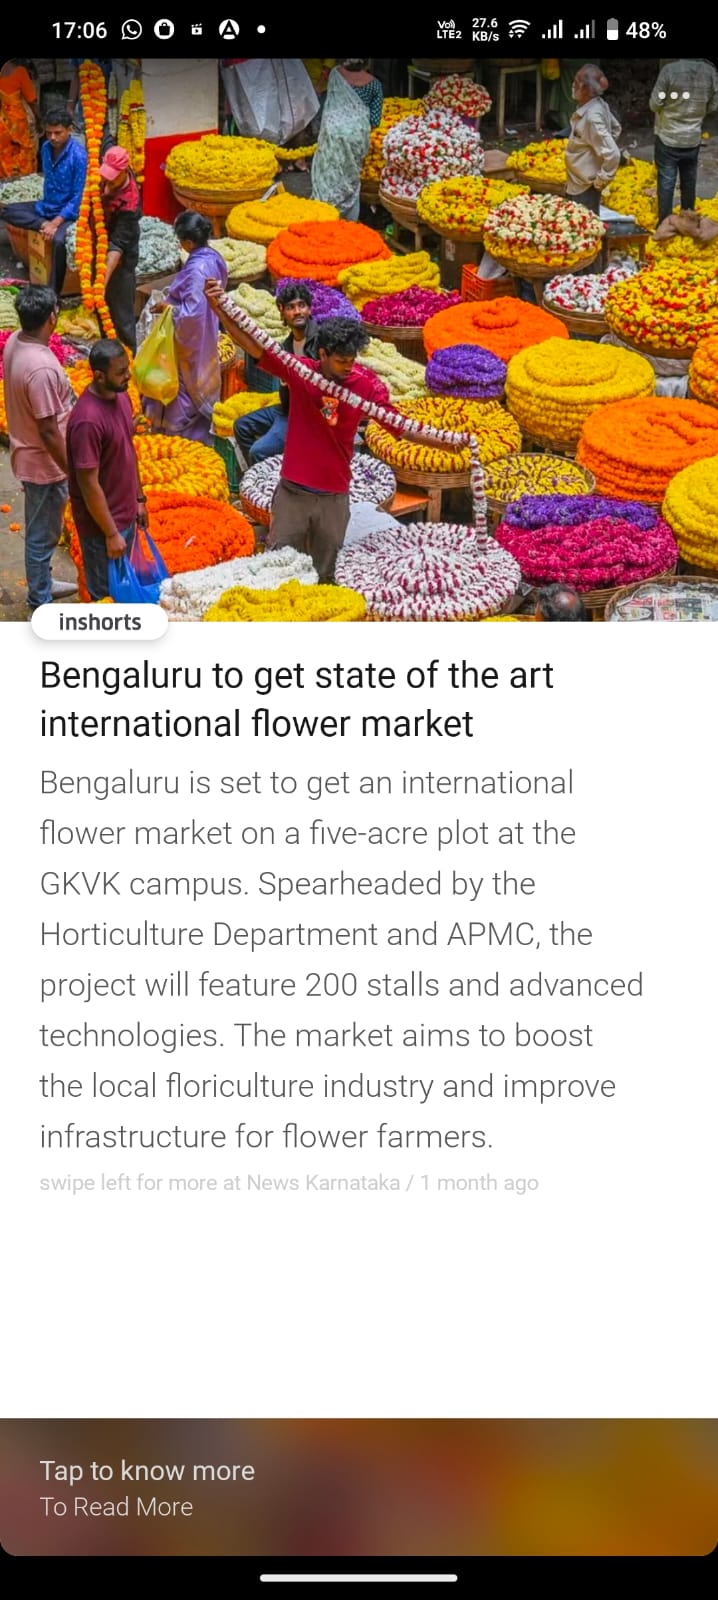 17:06
Vo)) LTE2 27.6 KB/s 48%
inshorts
Bengaluru to get state of the art
international flower market
Bengaluru is set to get an international
flower market on a five-acre plot at the
GKVK campus. Spearheaded by the
Horticulture Department and APMC, the
project will feature 200 stalls and advanced
technologies. The market aims to boost
the local floriculture industry and improve
infrastructure for flower farmers.
swipe left for more at News Karnataka / 1 month ago
Tap to know more
To Read More